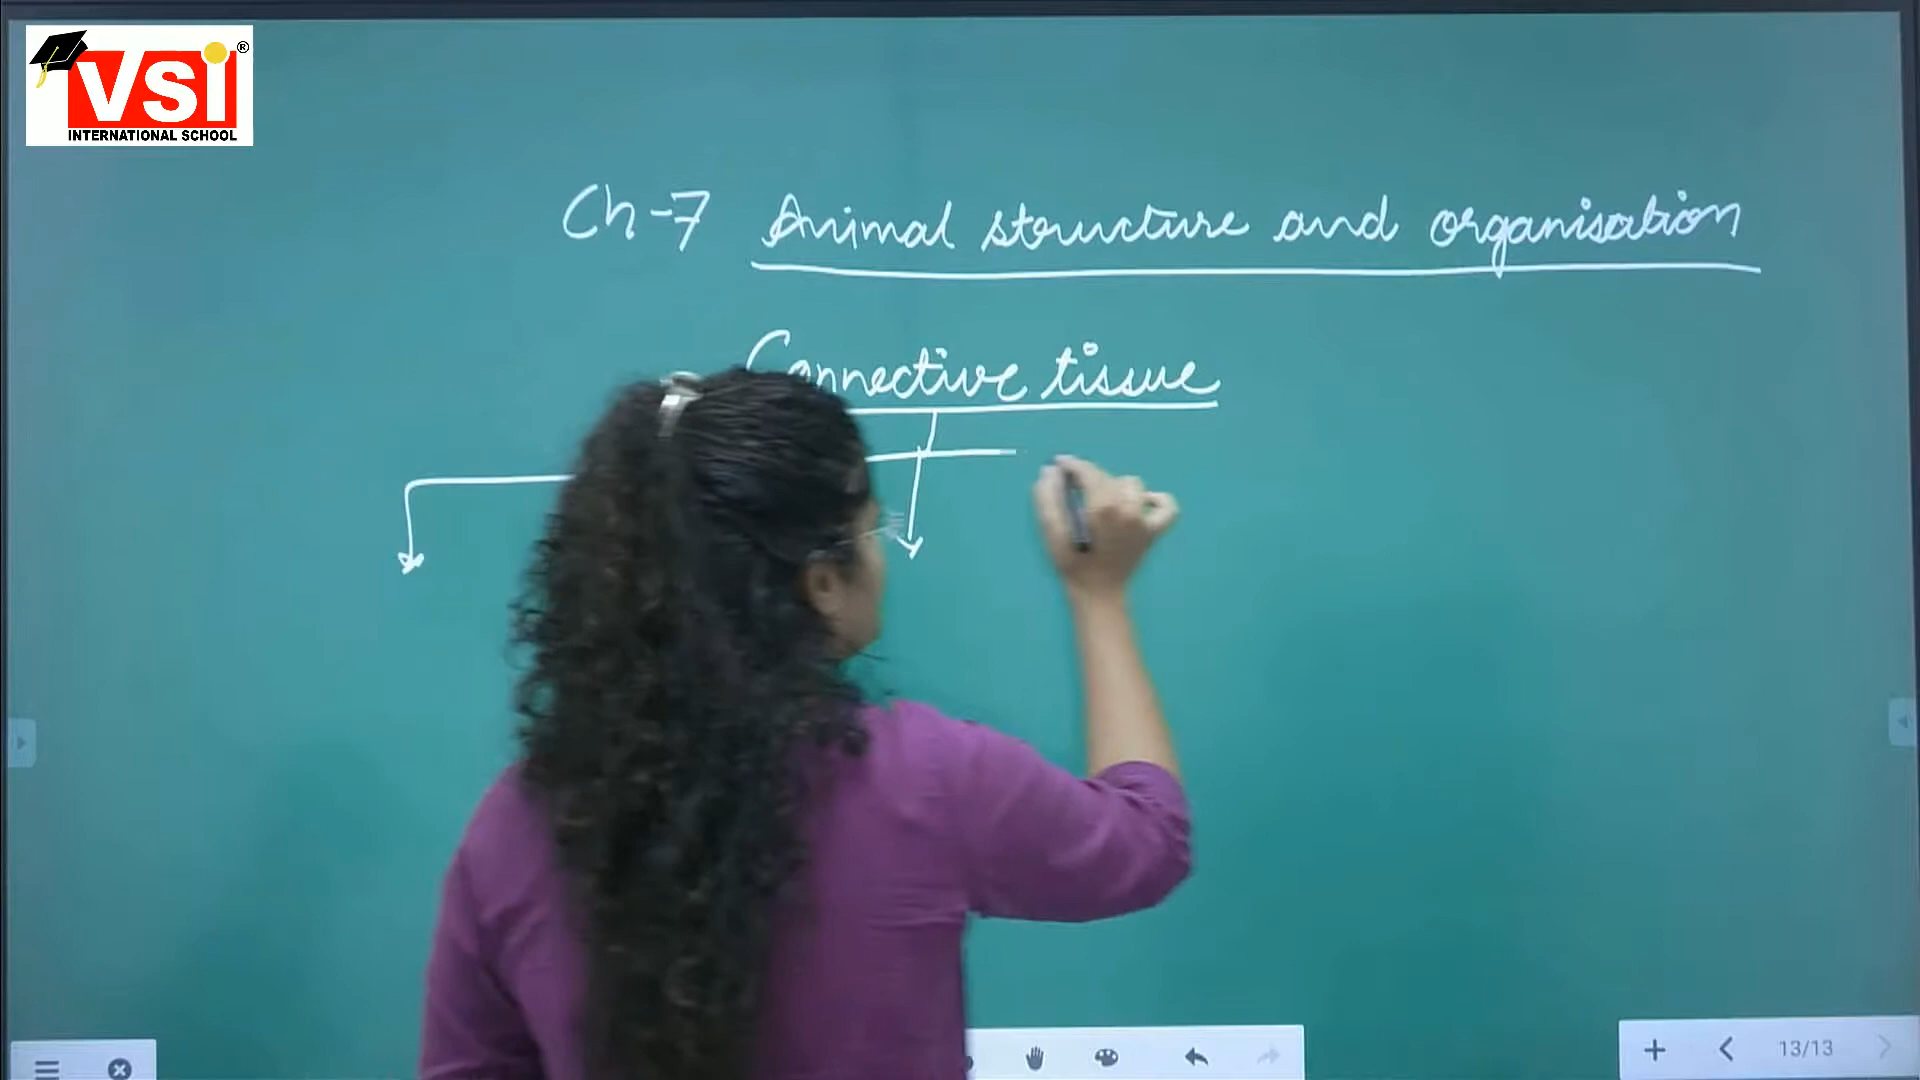 VSI®
INTERNATIONAL SCHOOL
Ch-7 Animal structure and organisation
Connective tissue
13/13